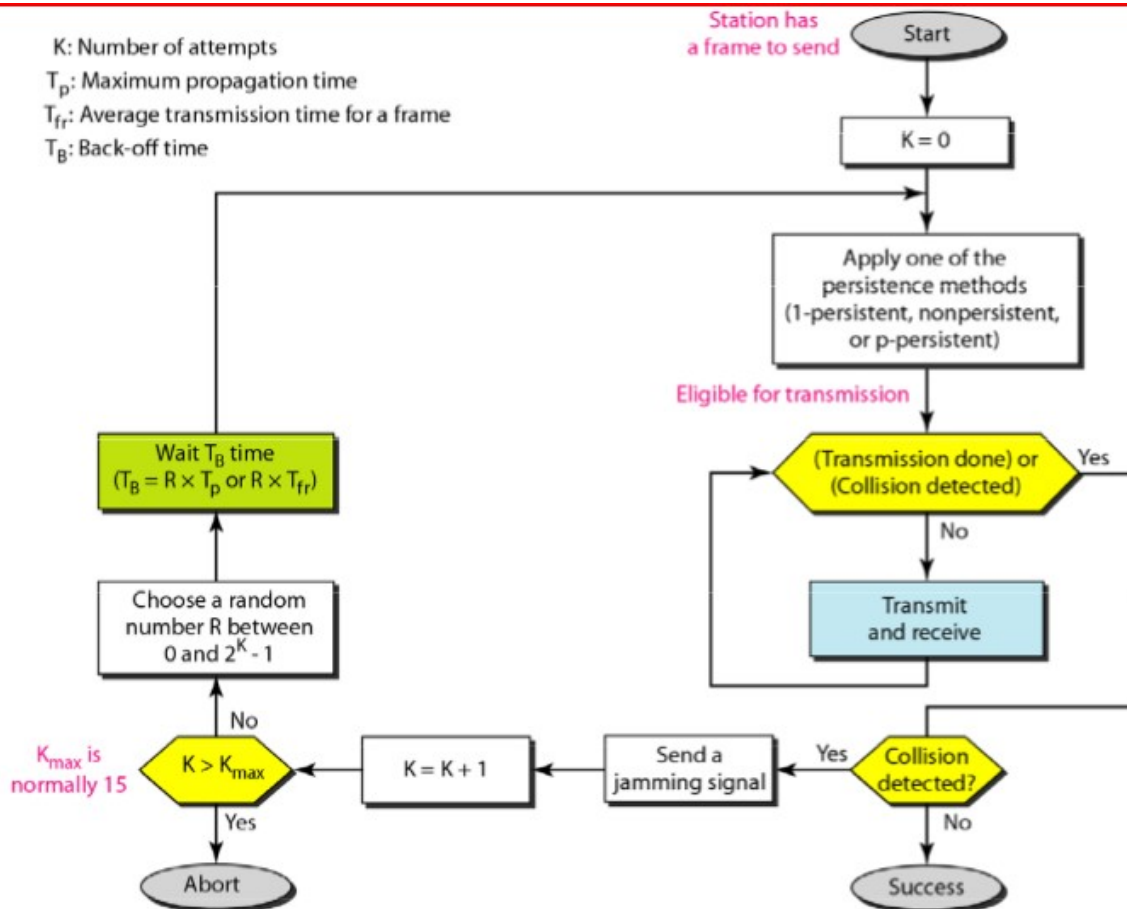 K: Number of attempts
Tp: Maximum propagation time
Tfr: Average transmission time for a frame
TB: Back-off time
Station has
a frame to send
Start
K = 0
Apply one of the
persistence methods
(1-persistent, nonpersistent,
or p-persistent)
Eligible for transmission
(Transmission done) or
(Collision detected)
Yes
No
Transmit
and receive
Wait TB time
(TB = R × Tp or R × Tfr)
Choose a random
number R between
0 and 2^K - 1
No
Kmax is
normally 15
K > Kmax
K = K + 1
Send a
jamming signal
Yes
Collision
detected?
Yes
No
Abort
Success